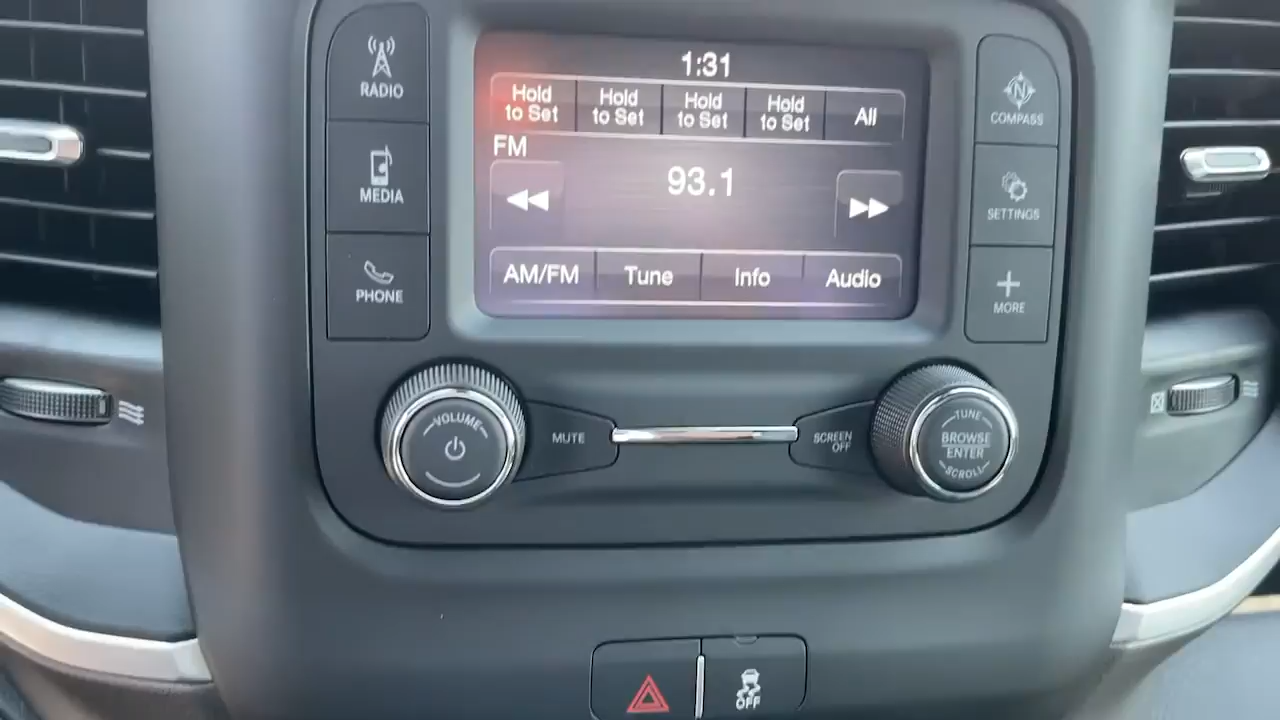 1:31
Hold to Set
Hold to Set
Hold to Set
Hold to Set
All
FM
93.1
AM/FM
Tune
Info
Audio
RADIO
MEDIA
PHONE
N
COMPASS
SETTINGS
MORE
VOLUME
MUTE
SCREEN
OFF
TUNE
BROWSE
ENTER
SCROLL
OFF